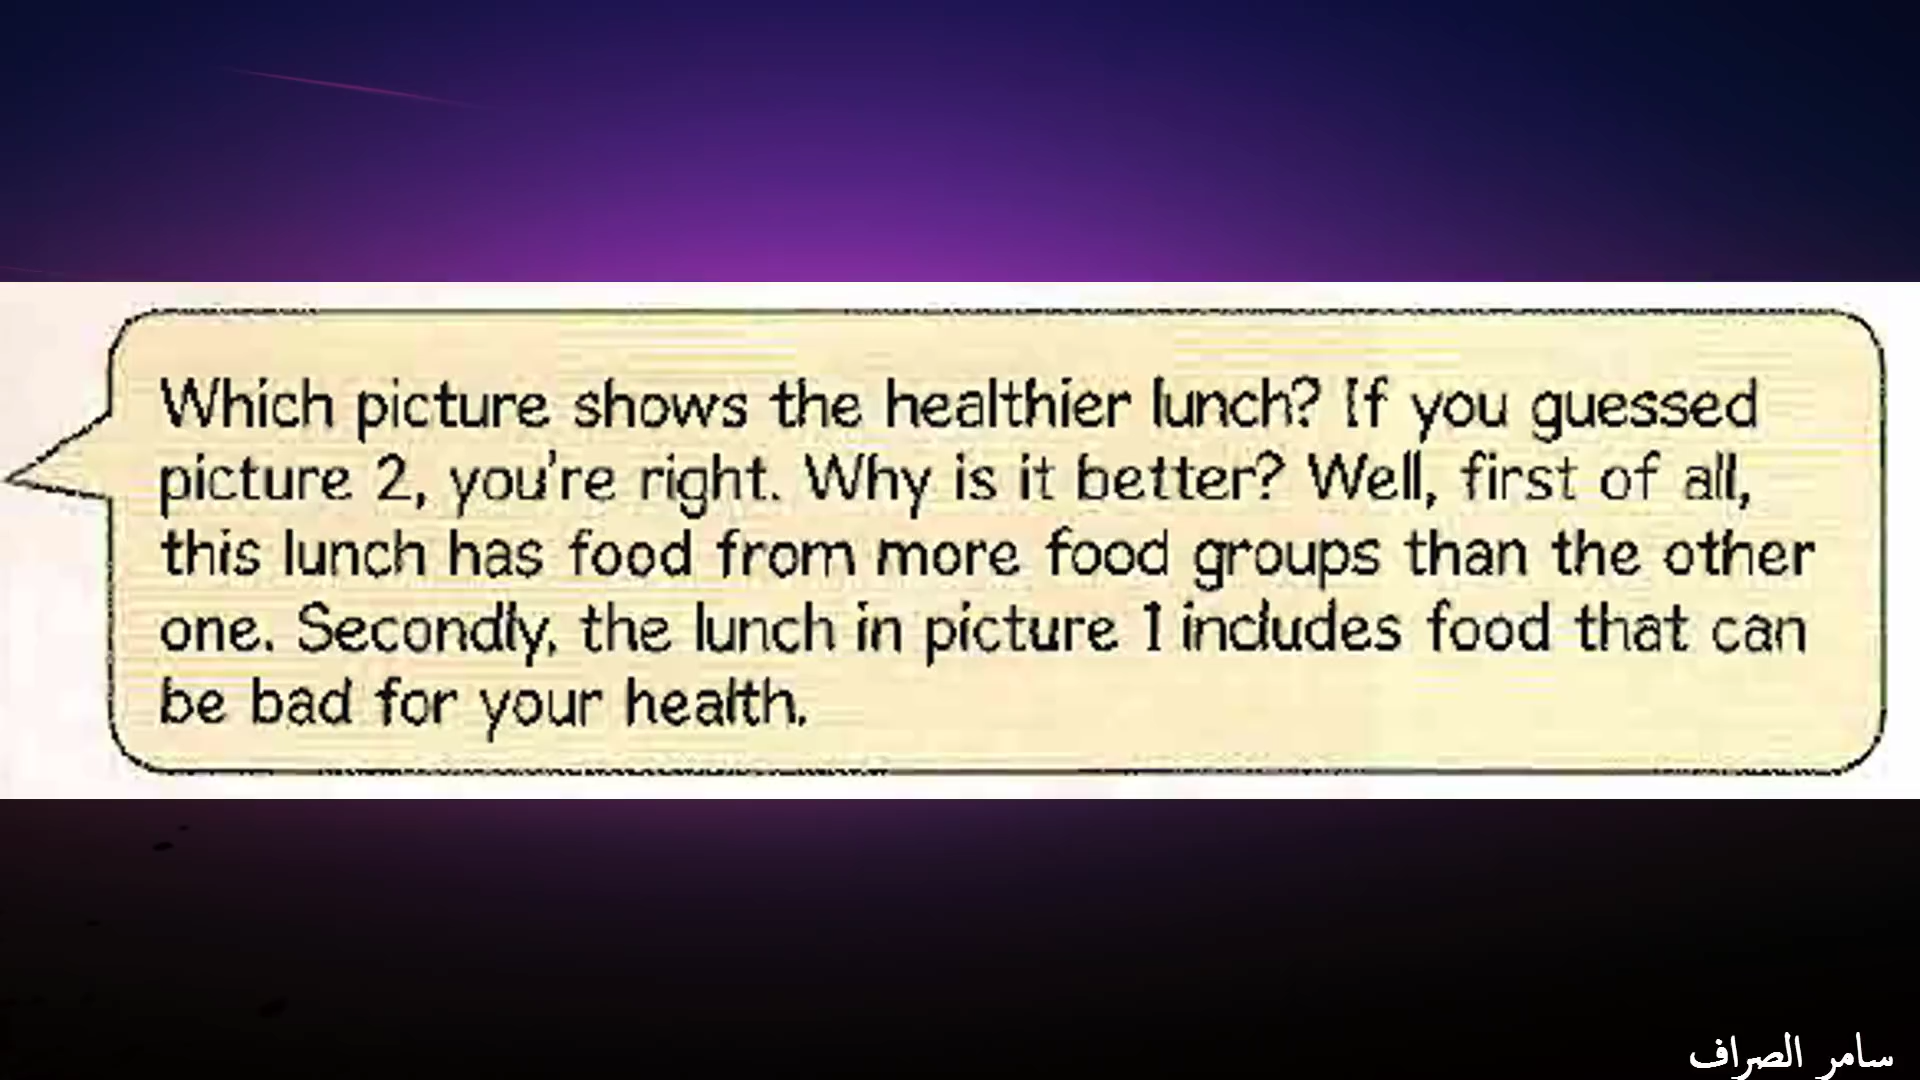 Which picture shows the healthier lunch? If you guessed
picture 2, you're right. Why is it better? Well, first of all,
this lunch has food from more food groups than the other
one. Secondly, the lunch in picture 1 includes food that can
be bad for your health.
سامر الصراف